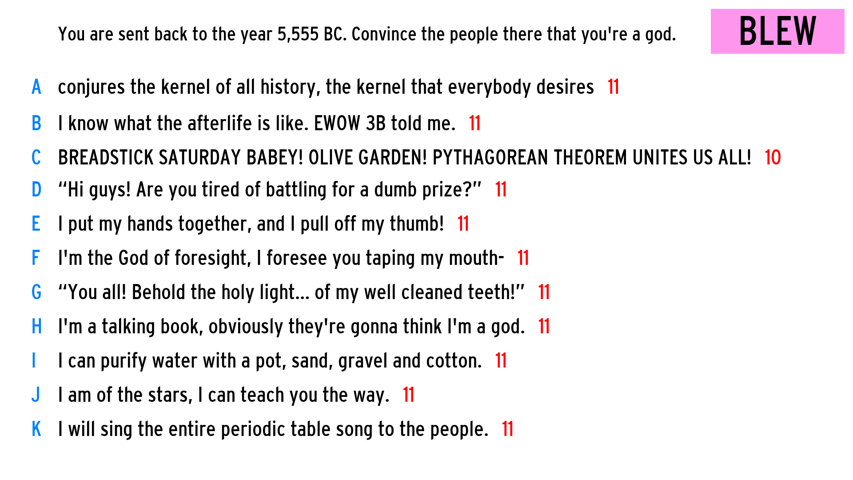 You are sent back to the year 5,555 BC. Convince the people there that you're a god.
BLEW
A conjures the kernel of all history, the kernel that everybody desires 11
B I know what the afterlife is like. EWOW 3B told me. 11
C BREADSTICK SATURDAY BABEY! OLIVE GARDEN! PYTHAGOREAN THEOREM UNITES US ALL! 10
D “Hi guys! Are you tired of battling for a dumb prize?” 11
E I put my hands together, and I pull off my thumb! 11
F I'm the God of foresight, I foresee you taping my mouth- 11
G “You all! Behold the holy light... of my well cleaned teeth!” 11
H I'm a talking book, obviously they're gonna think I'm a god. 11
I I can purify water with a pot, sand, gravel and cotton. 11
J I am of the stars, I can teach you the way. 11
K I will sing the entire periodic table song to the people. 11